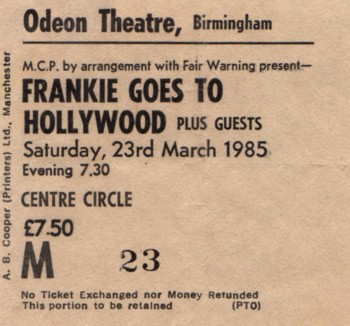 Odeon Theatre, Birmingham
M.C.P. by arrangement with Fair Warning present—
FRANKIE GOES TO
HOLLYWOOD PLUS GUESTS
Saturday, 23rd March 1985
Evening 7.30
CENTRE CIRCLE
£7.50
M 23
No Ticket Exchanged nor Money Refunded
This portion to be retained (PTO)
A. B. Cooper (Printers) Ltd., Manchester